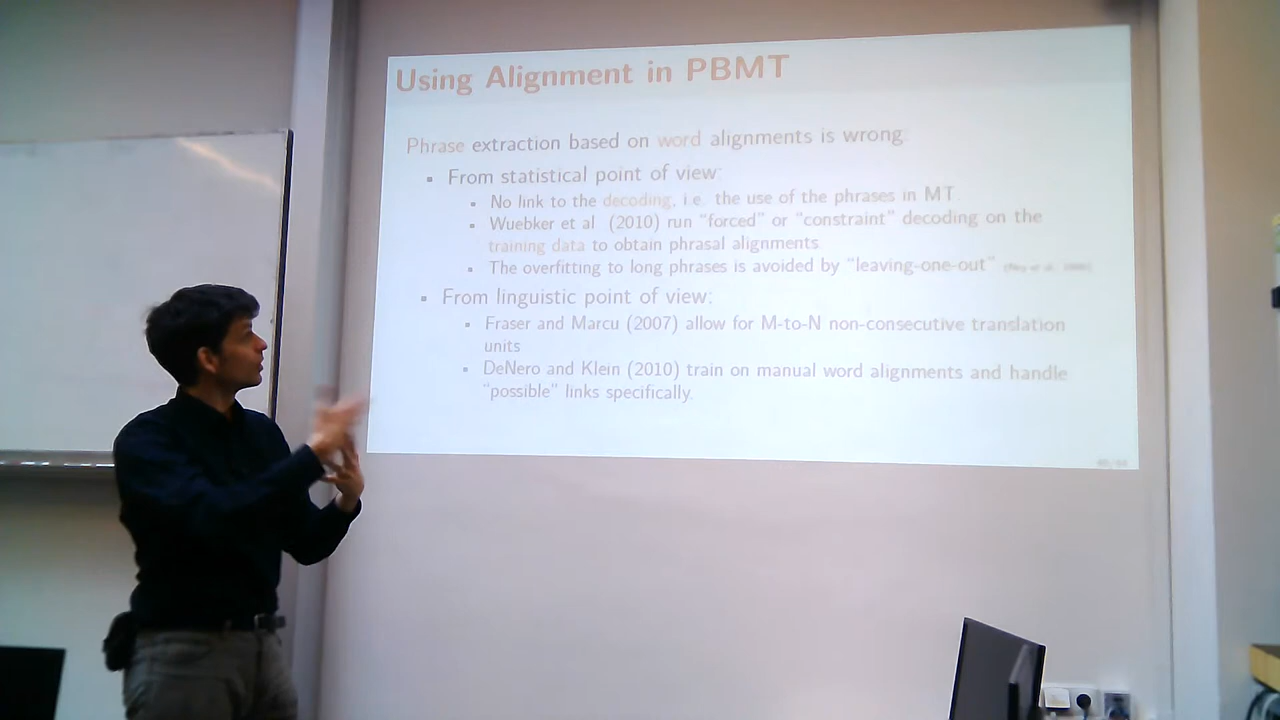 Using Alignment in PBMT
Phrase extraction based on word alignments is wrong:
▪ From statistical point of view:
▪ No link to the decoding, i.e. the use of the phrases in MT.
▪ Wuebker et al. (2010) run “forced” or “constraint” decoding on the
training data to obtain phrasal alignments.
▪ The overfitting to long phrases is avoided by “leaving-one-out”
▪ From linguistic point of view:
▪ Fraser and Marcu (2007) allow for M-to-N non-consecutive translation
units
▪ DeNero and Klein (2010) train on manual word alignments and handle
“possible” links specifically.